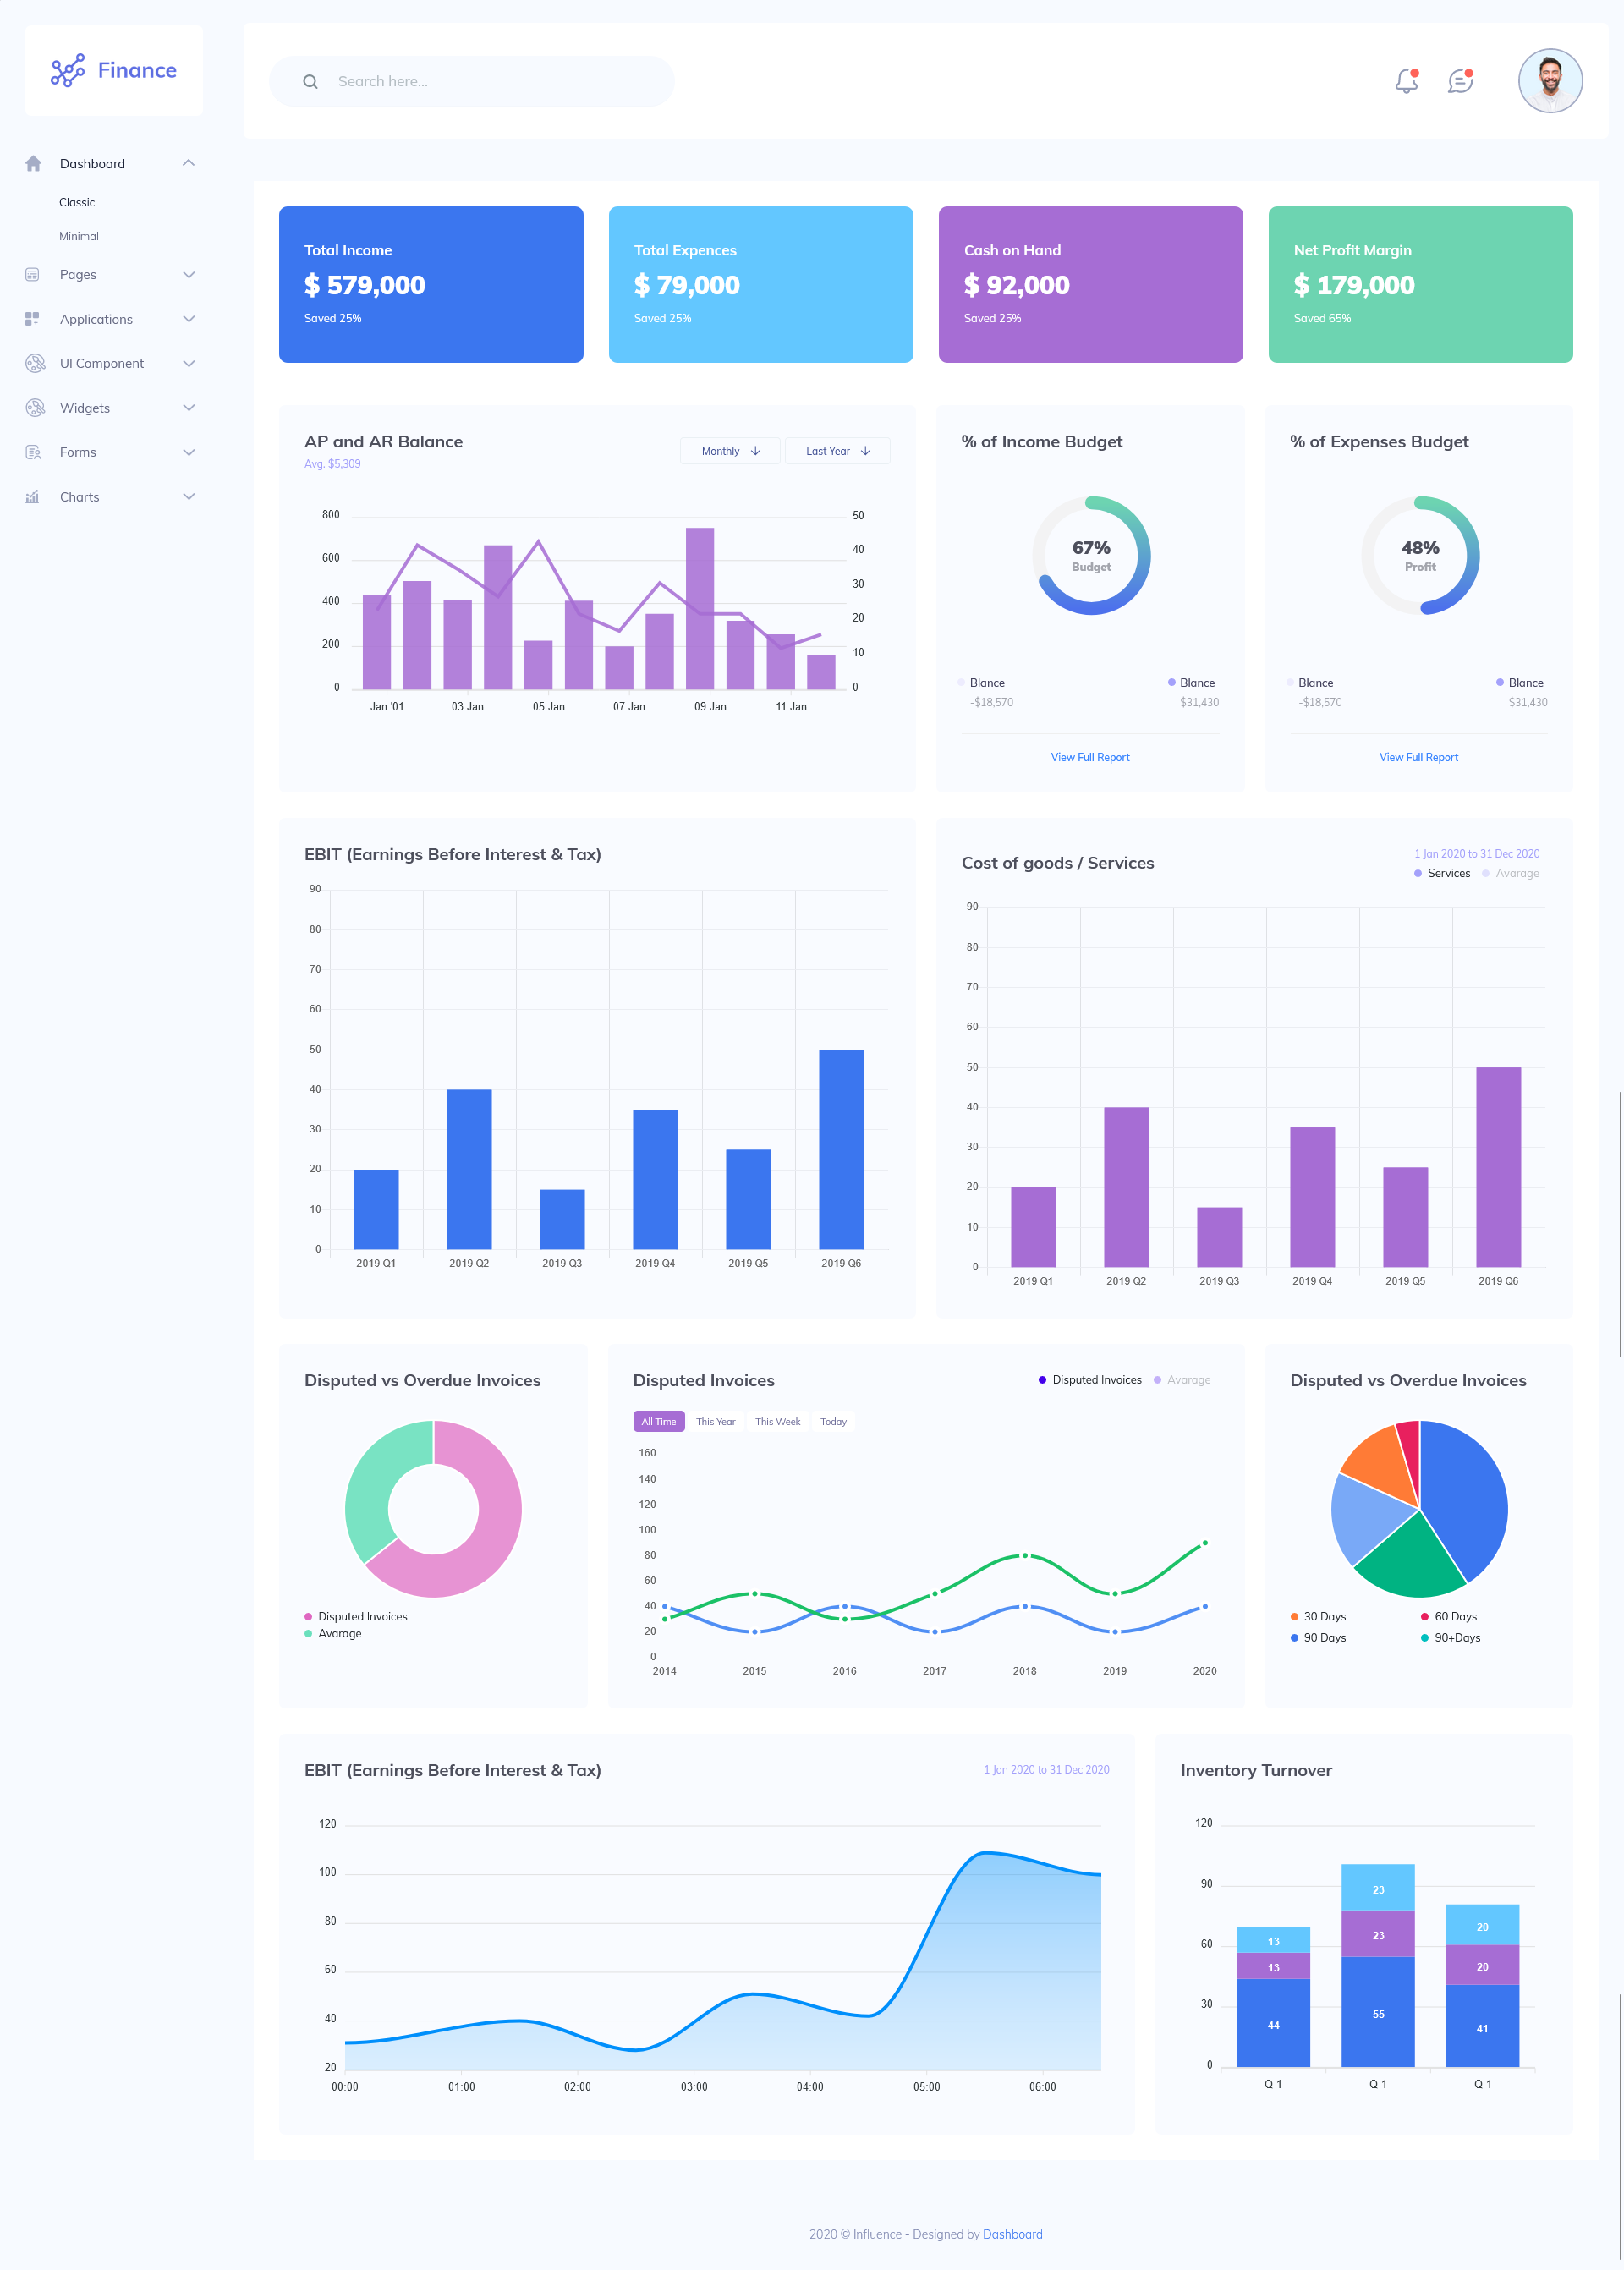 Finance
Search here...
Dashboard
Classic
Minimal
Pages
Applications
UI Component
Widgets
Forms
Charts
Total Income
$ 579,000
Saved 25%
Total Expences
$ 79,000
Saved 25%
Cash on Hand
$ 92,000
Saved 25%
Net Profit Margin
$ 179,000
Saved 65%
AP and AR Balance
Avg. $5,309
Monthly
Last Year
800
600
400
200
0
50
40
30
20
10
0
Jan '01
03 Jan
05 Jan
07 Jan
09 Jan
11 Jan
% of Income Budget
67%
Budget
Blance
-$18,570
Blance
$31,430
View Full Report
% of Expenses Budget
48%
Profit
Blance
-$18,570
Blance
$31,430
View Full Report
EBIT (Earnings Before Interest & Tax)
90
80
70
60
50
40
30
20
10
0
2019 Q1
2019 Q2
2019 Q3
2019 Q4
2019 Q5
2019 Q6
Cost of goods / Services
1 Jan 2020 to 31 Dec 2020
Services
Avarage
90
80
70
60
50
40
30
20
10
0
2019 Q1
2019 Q2
2019 Q3
2019 Q4
2019 Q5
2019 Q6
Disputed vs Overdue Invoices
Disputed Invoices
Avarage
Disputed Invoices
Disputed Invoices
Avarage
All Time
This Year
This Week
Today
160
140
120
100
80
60
40
20
0
2014
2015
2016
2017
2018
2019
2020
Disputed vs Overdue Invoices
30 Days
60 Days
90 Days
90+Days
EBIT (Earnings Before Interest & Tax)
1 Jan 2020 to 31 Dec 2020
120
100
80
60
40
20
00:00
01:00
02:00
03:00
04:00
05:00
06:00
Inventory Turnover
120
90
60
30
0
13
13
44
23
23
55
20
20
41
Q 1
Q 1
Q 1
2020 © Influence - Designed by Dashboard